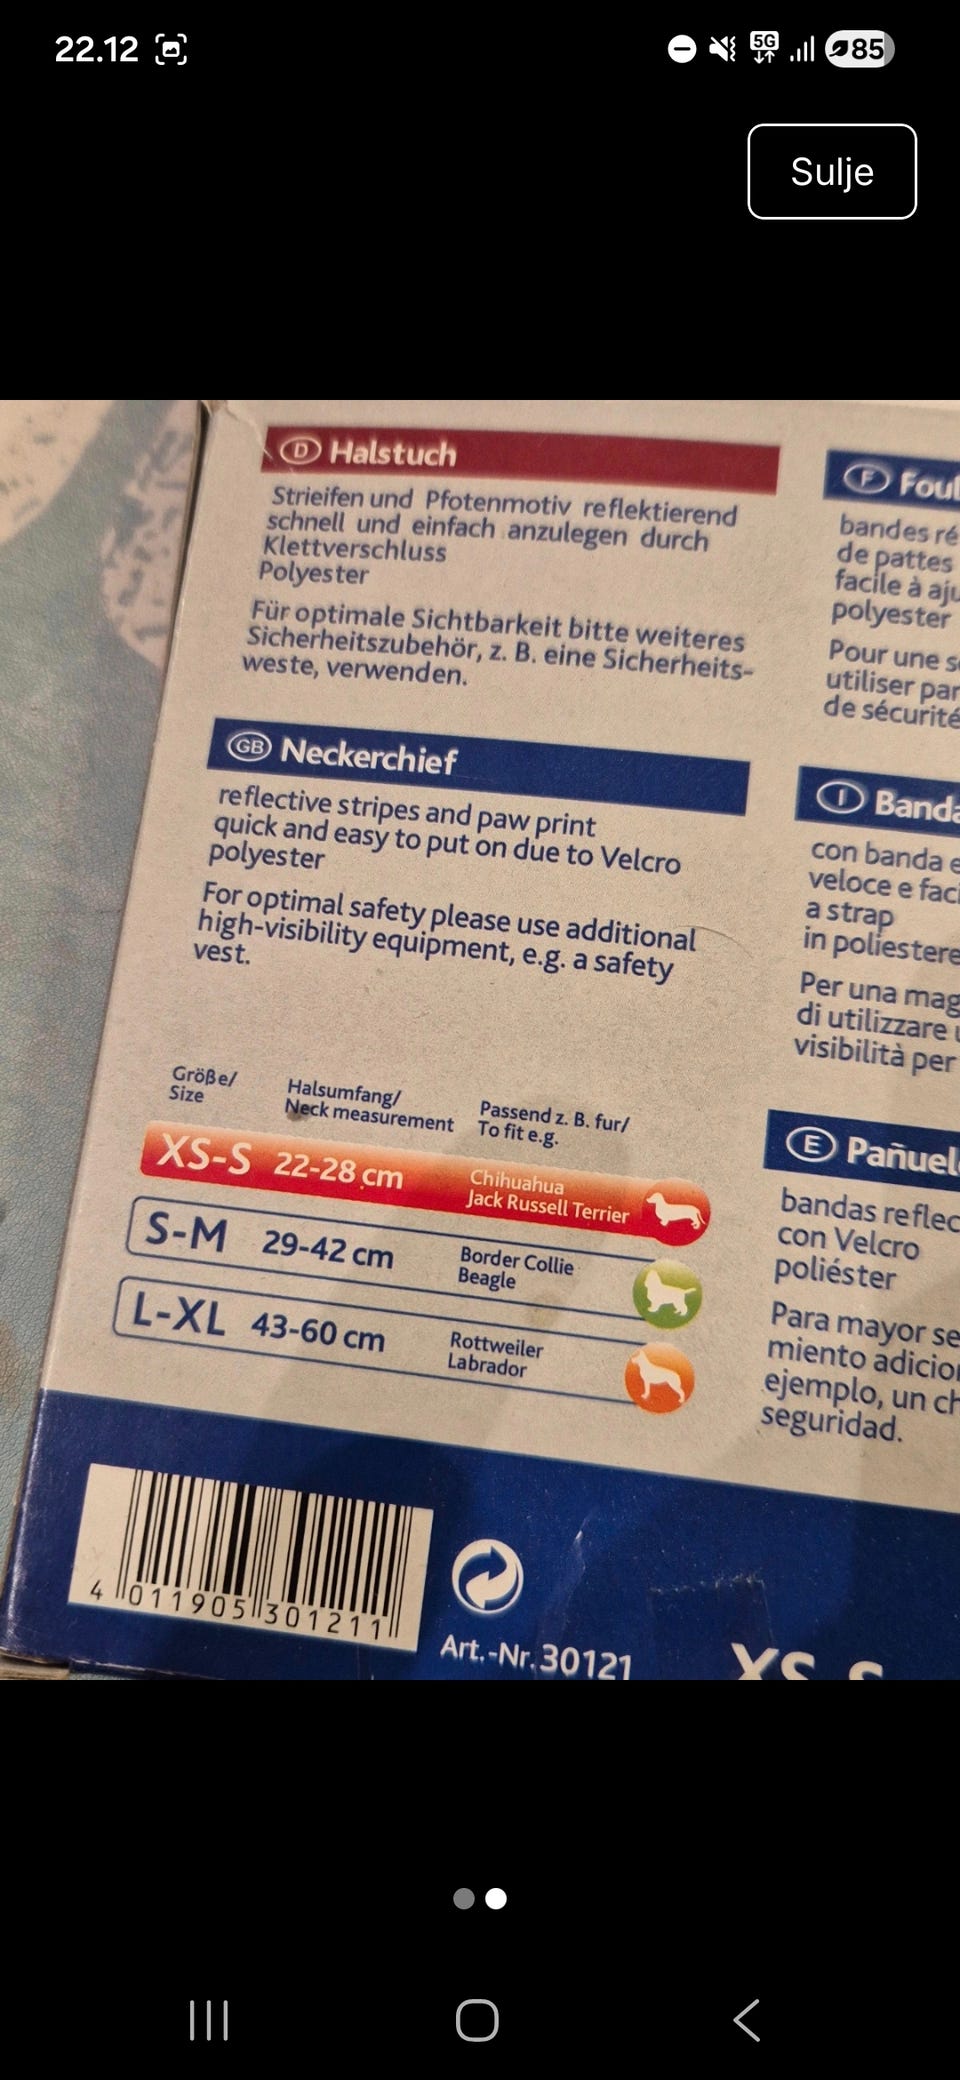 22.12
5G
85
Sulje
D Halstuch
Strieifen und Pfotenmotiv reflektierend
schnell und einfach anzulegen durch
Klettverschluss
Polyester
Für optimale Sichtbarkeit bitte weiteres
Sicherheitszubehör, z. B. eine Sicherheits-
weste, verwenden.
GB Neckerchief
reflective stripes and paw print
quick and easy to put on due to Velcro
polyester
For optimal safety please use additional
high-visibility equipment, e.g. a safety
vest.
Größe/
Size
Halsumfang/
Neck measurement
Passend z. B. fur/
To fit e.g.
XS-S 22-28 cm
Chihuahua
Jack Russell Terrier
S-M 29-42 cm
Border Collie
Beagle
L-XL 43-60 cm
Rottweiler
Labrador
4 011905 301211
Art.-Nr. 30121
F Foul
bandes ré
de pattes
facile à aju
polyester
Pour une s
utiliser par
de sécurité
I Banda
con banda e
veloce e faci
a strap
in poliestere
Per una mag
di utilizzare
visibilità per
E Pañuel
bandas reflec
con Velcro
poliéster
Para mayor se
miento adicio
ejemplo, un ch
seguridad.
XS-S